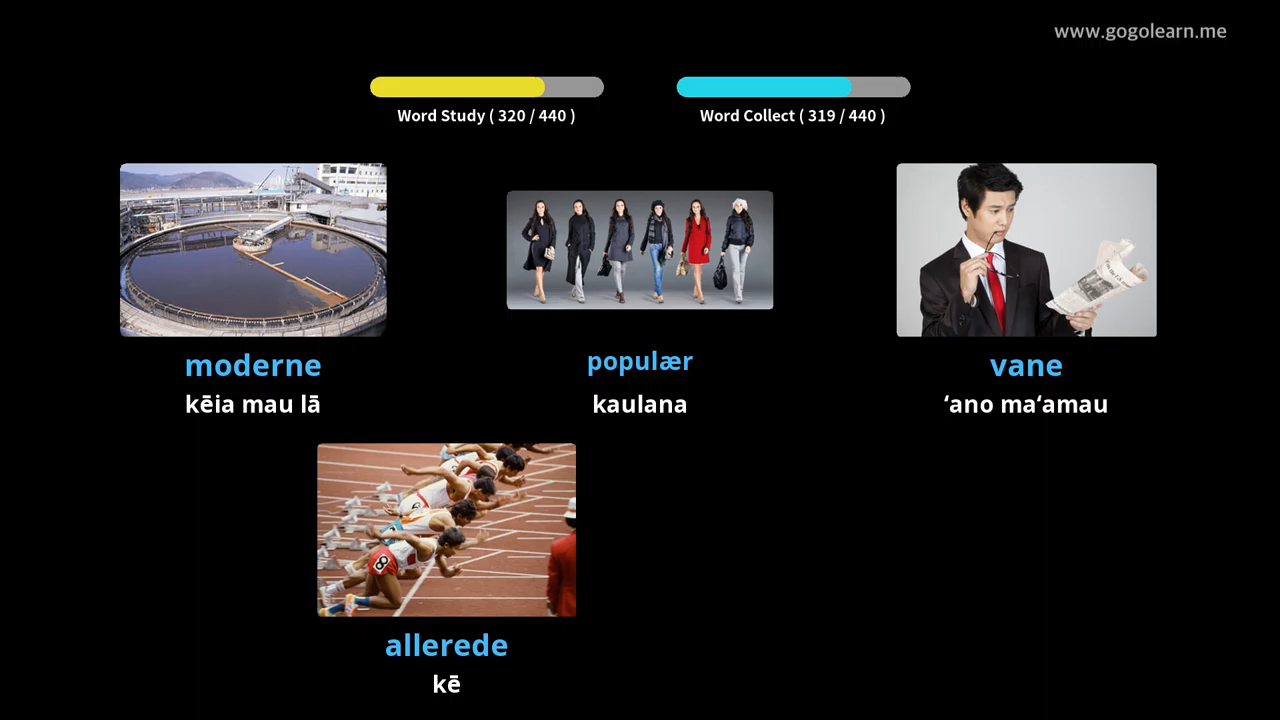 www.gogolearn.me
Word Study ( 320 / 440 )
Word Collect ( 319 / 440 )
moderne
kēia mau lā
populær
kaulana
vane
ʻano maʻamau
allerede
kē